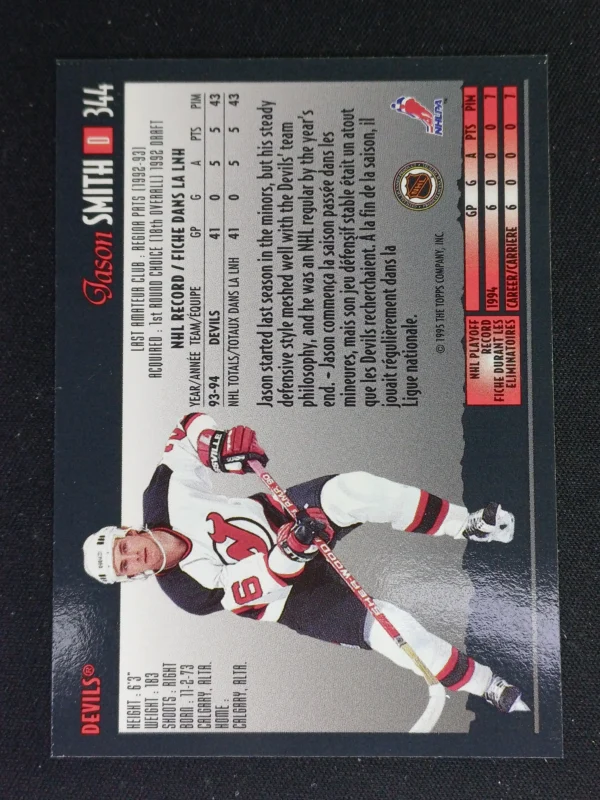 DEVILS®
Jason SMITH D 344
HEIGHT : 6'3"
WEIGHT : 183
SHOOTS : RIGHT
BORN : 11-2-73
CALGARY, ALTA.
HOME :
CALGARY, ALTA.
LAST AMATEUR CLUB : REGINA PATS (1992-93)
ACQUIRED : 1st ROUND CHOICE (18th OVERALL) 1992 DRAFT
NHL RECORD / FICHE DANS LA LNH
YEAR/ANNÉE TEAM/ÉQUIPE GP G A PTS PIM
93-94 DEVILS 41 0 5 5 43
NHL TOTALS/TOTAUX DANS LA LNH 41 0 5 5 43
Jason started last season in the minors, but his steady
defensive style meshed well with the Devils' team
philosophy, and he was an NHL regular by the year's
end. – Jason commença la saison passée dans les
mineures, mais son jeu défensif stable était un atout
que les Devils recherchaient. À la fin de la saison, il
jouait régulièrement dans la
Ligue nationale.
NHLPA
NHL
© 1995 THE TOPPS COMPANY, INC.
NHL PLAYOFF
RECORD
FICHE DURANT LES
ELIMINATOIRES
GP G A PTS PIM
1994 6 0 0 0 7
CAREER/CARRIERE 6 0 0 0 7
SHERWOOD